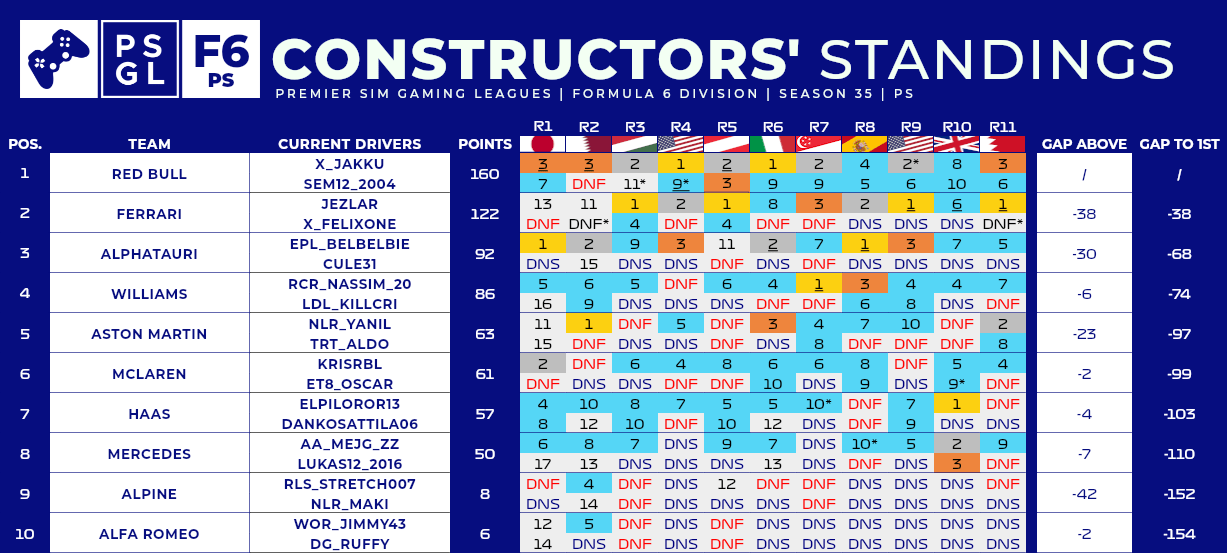 PS GL F6 PS CONSTRUCTORS' STANDINGS
PREMIER SIM GAMING LEAGUES | FORMULA 6 DIVISION | SEASON 35 | PS
R1 R2 R3 R4 R5 R6 R7 R8 R9 R10 R11
POS. TEAM CURRENT DRIVERS POINTS GAP ABOVE GAP TO 1ST
1 RED BULL X_JAKKU 160 3 3 2 1 2 1 2 4 2* 8 3 / /
SEM12_2004 7 DNF 11* 9* 3 9 9 5 6 10 6
2 FERRARI JEZLAR 122 13 11 1 2 1 8 3 2 1 6 1 -38 -38
X_FELIXONE DNF DNF* 4 DNF 4 DNF DNF DNS DNS DNS DNF*
3 ALPHATAURI EPL_BELBELBIE 92 1 2 9 3 11 2 7 1 3 7 5 -30 -68
CULE31 DNS 15 DNS DNS DNF DNS DNF DNS DNS DNS DNS
4 WILLIAMS RCR_NASSIM_20 86 5 6 5 DNF 6 4 1 3 4 4 7 -6 -74
LDL_KILLCRI 16 9 DNS DNS DNS DNF DNF 6 8 DNS DNF
5 ASTON MARTIN NLR_YANIL 63 11 1 DNF 5 DNF 3 4 7 10 DNF 2 -23 -97
TRT_ALDO 15 DNF DNS DNS DNF DNS 8 DNF DNF DNF 8
6 MCLAREN KRISRBL 61 2 DNF 6 4 8 6 6 8 DNF 5 4 -2 -99
ET8_OSCAR DNF DNS DNS DNF DNF 10 DNS 9 DNS 9* DNF
7 HAAS ELPILOROR13 57 4 10 8 7 5 5 10* DNF 7 1 DNF -4 -103
DANKOSATTILA06 8 12 10 DNF 10 12 DNS DNF 9 DNS DNS
8 MERCEDES AA_MEJG_ZZ 50 6 8 7 DNS 9 7 DNS 10* 5 2 9 -7 -110
LUKAS12_2016 17 13 DNS DNS DNS 13 DNS DNF DNS 3 DNF
9 ALPINE RLS_STRETCH007 8 DNF 4 DNF DNS 12 DNF DNF DNS DNS DNS DNS -42 -152
NLR_MAKI DNS 14 DNF DNS DNS DNS DNF DNS DNS DNS DNS
10 ALFA ROMEO WOR_JIMMY43 6 12 5 DNF DNF DNS DNS DNS DNS DNS DNS DNS -2 -154
DG_RUFFY 14 DNS DNF DNS DNF DNS DNS DNS DNS DNS DNS